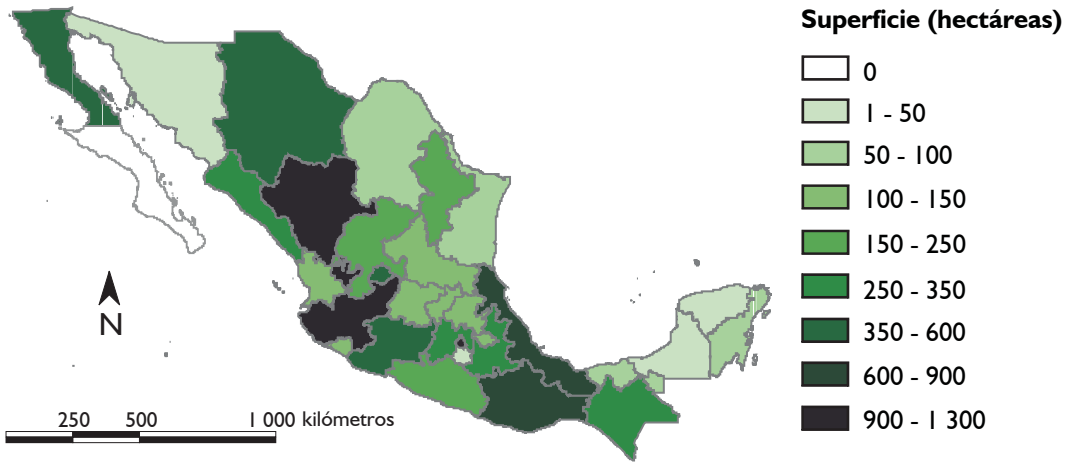 Superficie (hectáreas)
0
1 - 50
50 - 100
100 - 150
150 - 250
250 - 350
350 - 600
600 - 900
900 - 1 300
N
250 500 1 000 kilómetros